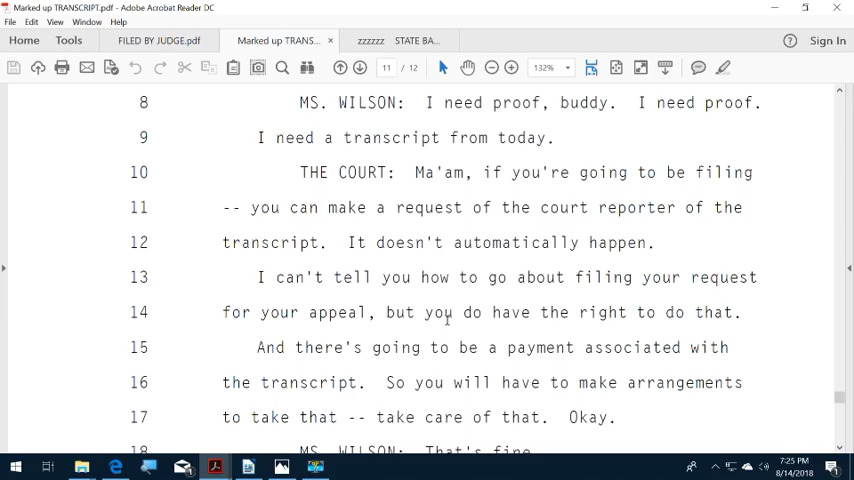 Marked up TRANSCRIPT.pdf - Adobe Acrobat Reader DC
File Edit View Window Help
Home Tools FILED BY JUDGE.pdf Marked up TRANS... × zzzzzz STATE BA... ? Sign In
11 / 12 132%
8 MS. WILSON: I need proof, buddy. I need proof.
9 I need a transcript from today.
10 THE COURT: Ma'am, if you're going to be filing
11 -- you can make a request of the court reporter of the
12 transcript. It doesn't automatically happen.
13 I can't tell you how to go about filing your request
14 for your appeal, but you do have the right to do that.
15 And there's going to be a payment associated with
16 the transcript. So you will have to make arrangements
17 to take that -- take care of that. Okay.
18 MS. WILSON: That's fine
7:25 PM
8/14/2018